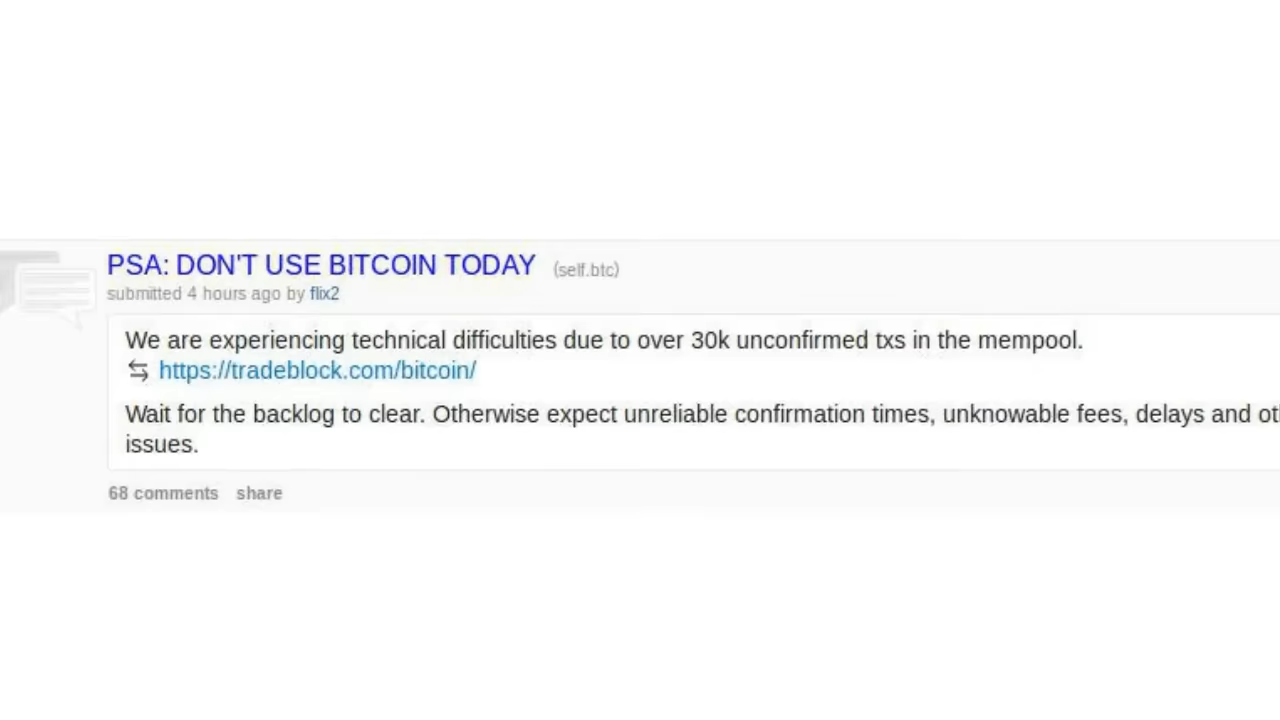 PSA: DON'T USE BITCOIN TODAY (self.btc)
submitted 4 hours ago by flix2
We are experiencing technical difficulties due to over 30k unconfirmed txs in the mempool.
https://tradeblock.com/bitcoin/
Wait for the backlog to clear. Otherwise expect unreliable confirmation times, unknowable fees, delays and
issues.
68 comments share